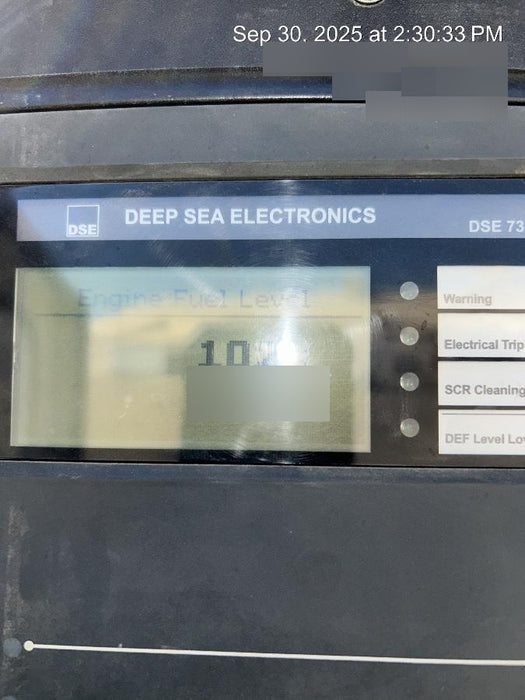 Sep 30. 2025 at 2:30:33 PM
DSE
DEEP SEA ELECTRONICS
DSE 73
Engine Fuel Level
Warning
Electrical Trip
SCR Cleaning
DEF Level Lo